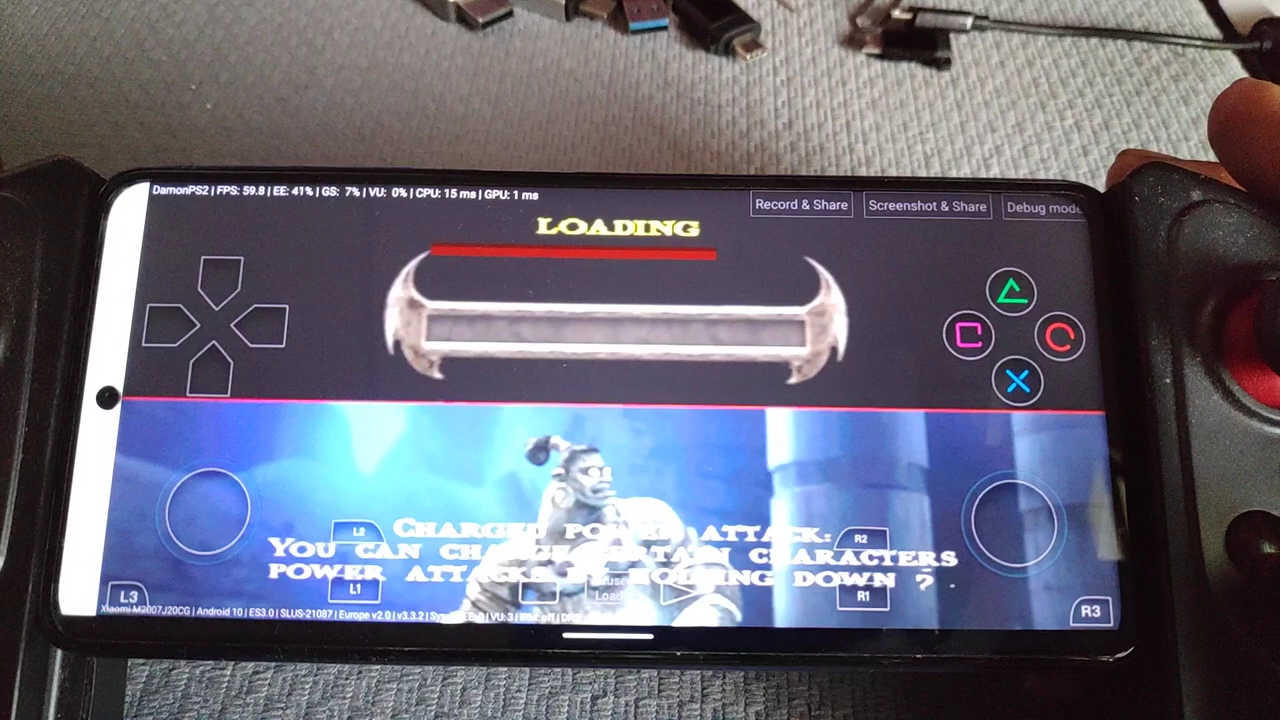 DamonPS2 | FPS: 59.8 | EE: 41% | GS: 7% | VU: 0% | CPU: 15 ms | GPU: 1 ms
Record & Share
Screenshot & Share
Debug mode
LOADING
L2
R2
CHARGED POWER ATTACK:
YOU CAN CHARGE CERTAIN CHARACTERS
POWER ATTACKS BY HOLDING DOWN ?
L1
R1
L3
R3
Xiaomi M2007J20CG | Android 10 | ES3.0 | SLUS-21087 | Europe v2.0 | v3.3.2 |